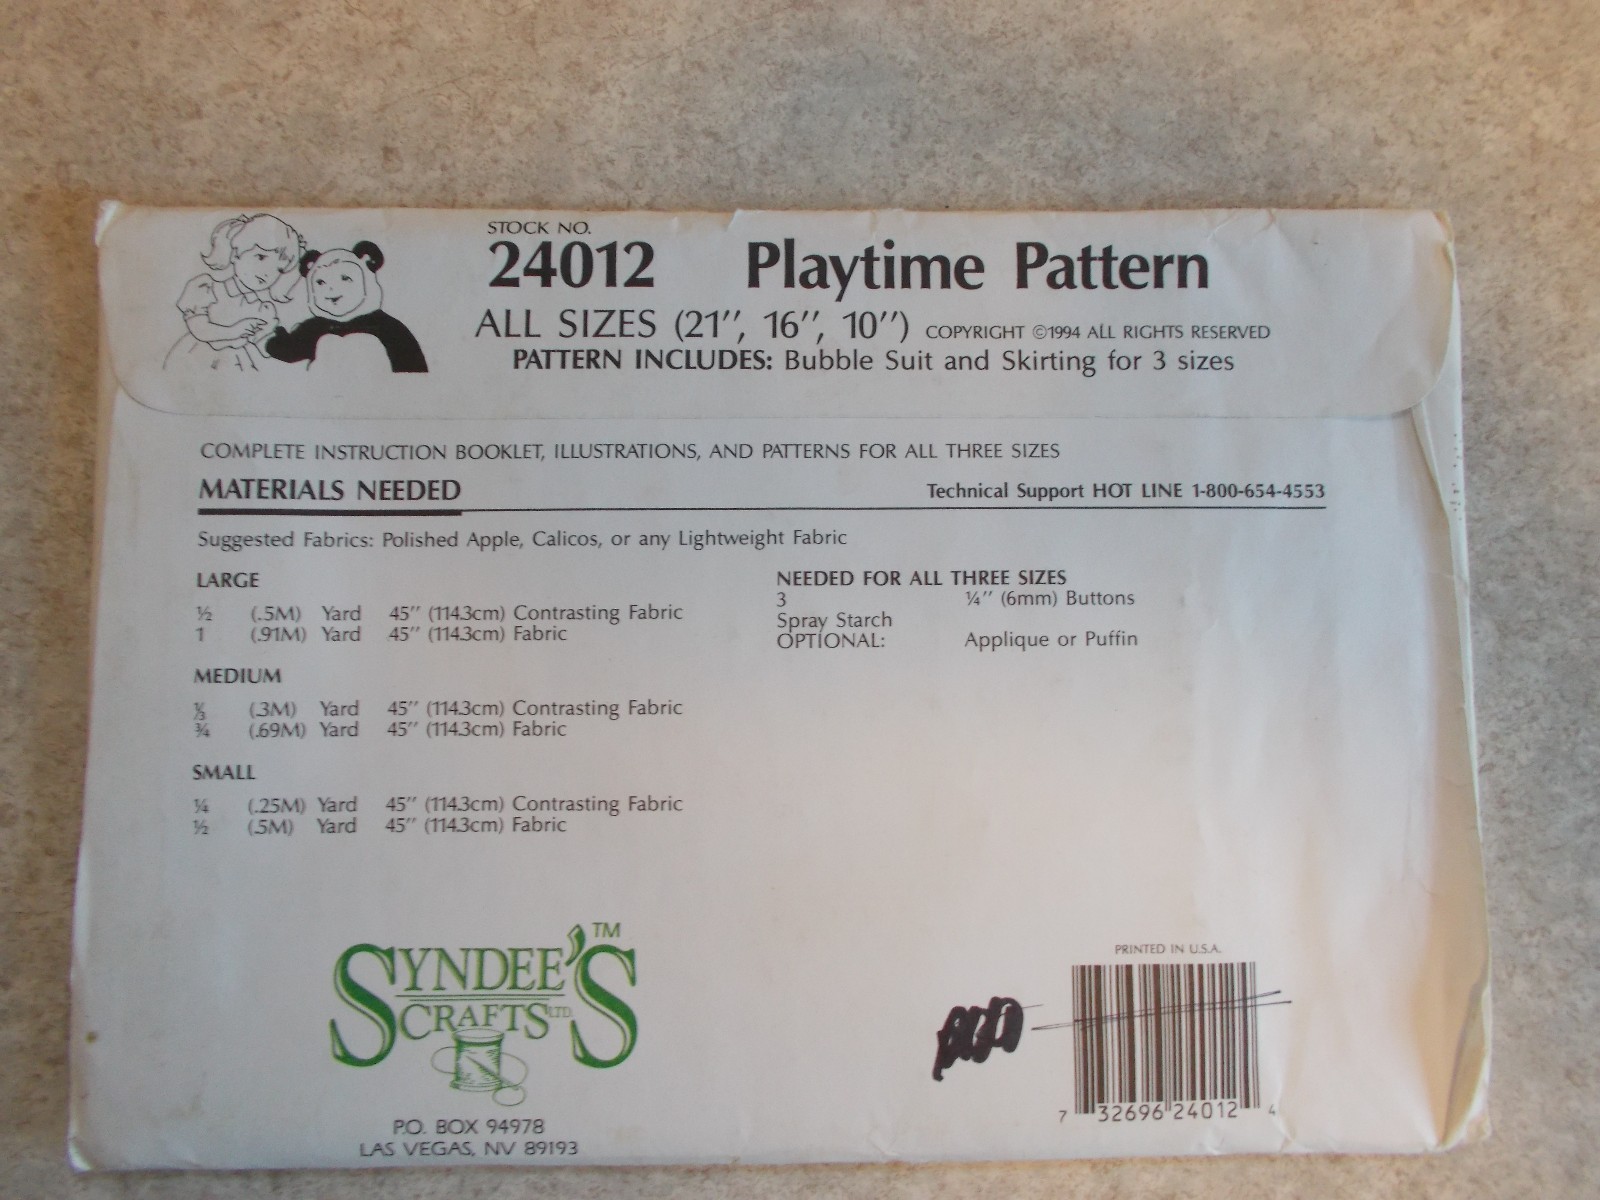 STOCK NO.
24012 Playtime Pattern
ALL SIZES (21", 16", 10") COPYRIGHT ©1994 ALL RIGHTS RESERVED
PATTERN INCLUDES: Bubble Suit and Skirting for 3 sizes
COMPLETE INSTRUCTION BOOKLET, ILLUSTRATIONS, AND PATTERNS FOR ALL THREE SIZES
MATERIALS NEEDED Technical Support HOT LINE 1-800-654-4553
Suggested Fabrics: Polished Apple, Calicos, or any Lightweight Fabric
LARGE
½ (.5M) Yard 45" (114.3cm) Contrasting Fabric
1 (.91M) Yard 45" (114.3cm) Fabric
MEDIUM
⅓ (.3M) Yard 45" (114.3cm) Contrasting Fabric
¾ (.69M) Yard 45" (114.3cm) Fabric
SMALL
¼ (.25M) Yard 45" (114.3cm) Contrasting Fabric
½ (.5M) Yard 45" (114.3cm) Fabric
NEEDED FOR ALL THREE SIZES
3 ¼" (6mm) Buttons
Spray Starch
OPTIONAL: Applique or Puffin
SYNDEE'S™
CRAFTS LTD
P.O. BOX 94978
LAS VEGAS, NV 89193
PRINTED IN U.S.A.
7 32696 24012 4